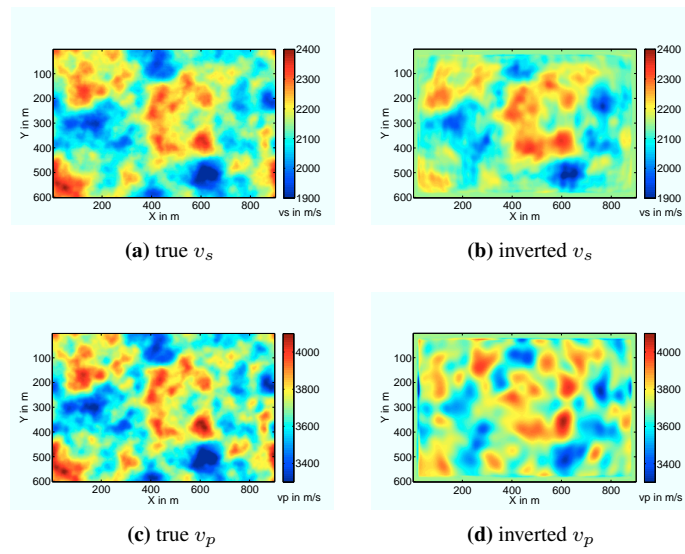 100
200
300
400
500
600
200 400 600 800
Y in m
X in m
2400
2300
2200
2100
2000
1900
vs in m/s
(a) true v_s
100
200
300
400
500
600
200 400 600 800
Y in m
X in m
2400
2300
2200
2100
2000
1900
vs in m/s
(b) inverted v_s
100
200
300
400
500
600
200 400 600 800
Y in m
X in m
4000
3800
3600
3400
vp in m/s
(c) true v_p
100
200
300
400
500
600
200 400 600 800
Y in m
X in m
4000
3800
3600
3400
vp in m/s
(d) inverted v_p